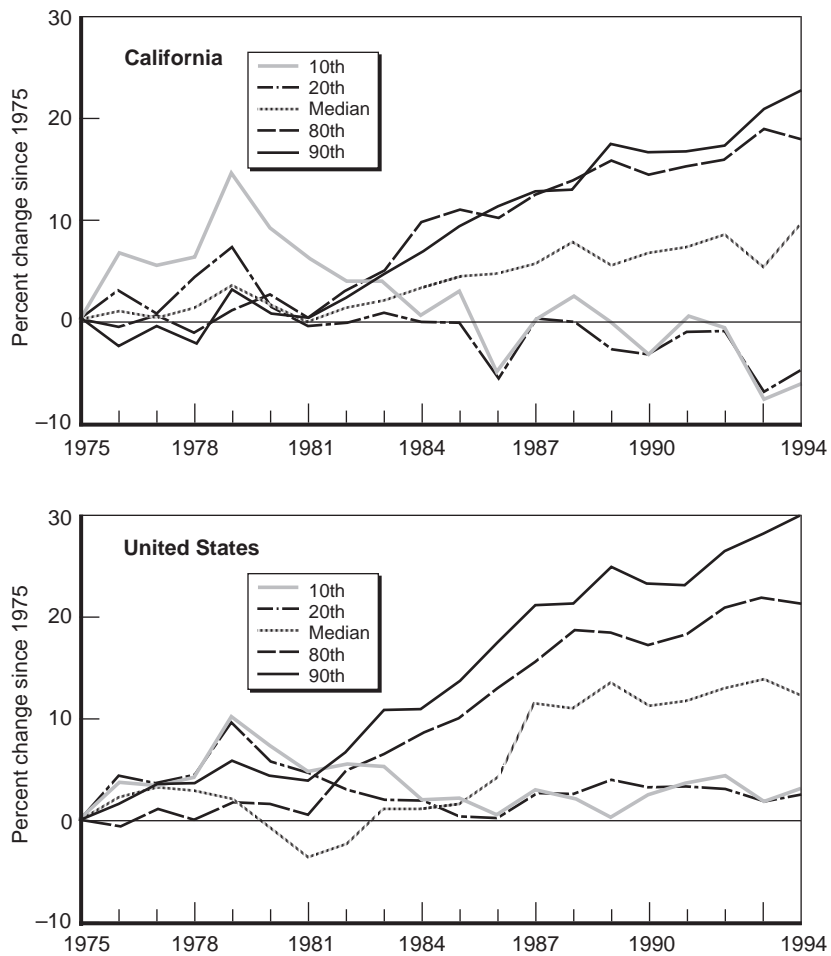 30
California
10th
20th
Median
80th
90th
20
10
0
–10
Percent change since 1975
1975 1978 1981 1984 1987 1990 1994
30
United States
10th
20th
Median
80th
90th
20
10
0
–10
Percent change since 1975
1975 1978 1981 1984 1987 1990 1994